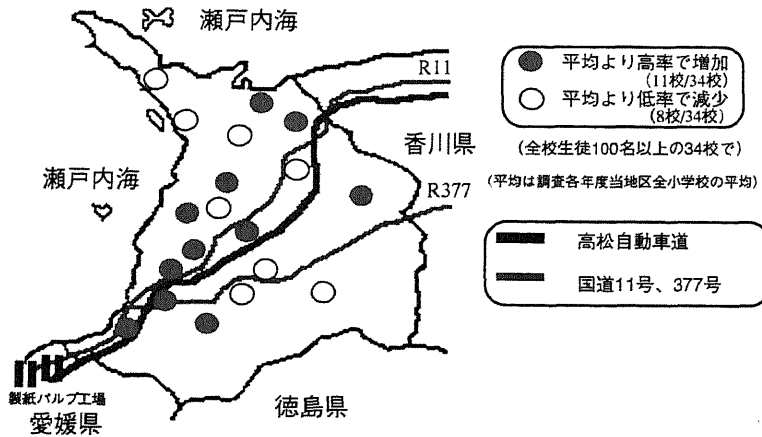 瀬戸内海
R11
香川県
瀬戸内海
R377
製紙パルプ工場
愛媛県
徳島県
平均より高率で増加
(11校/34校)
平均より低率で減少
(8校/34校)
(全校生徒100名以上の34校で)
(平均は調査各年度当地区全小学校の平均)
高松自動車道
国道11号、377号